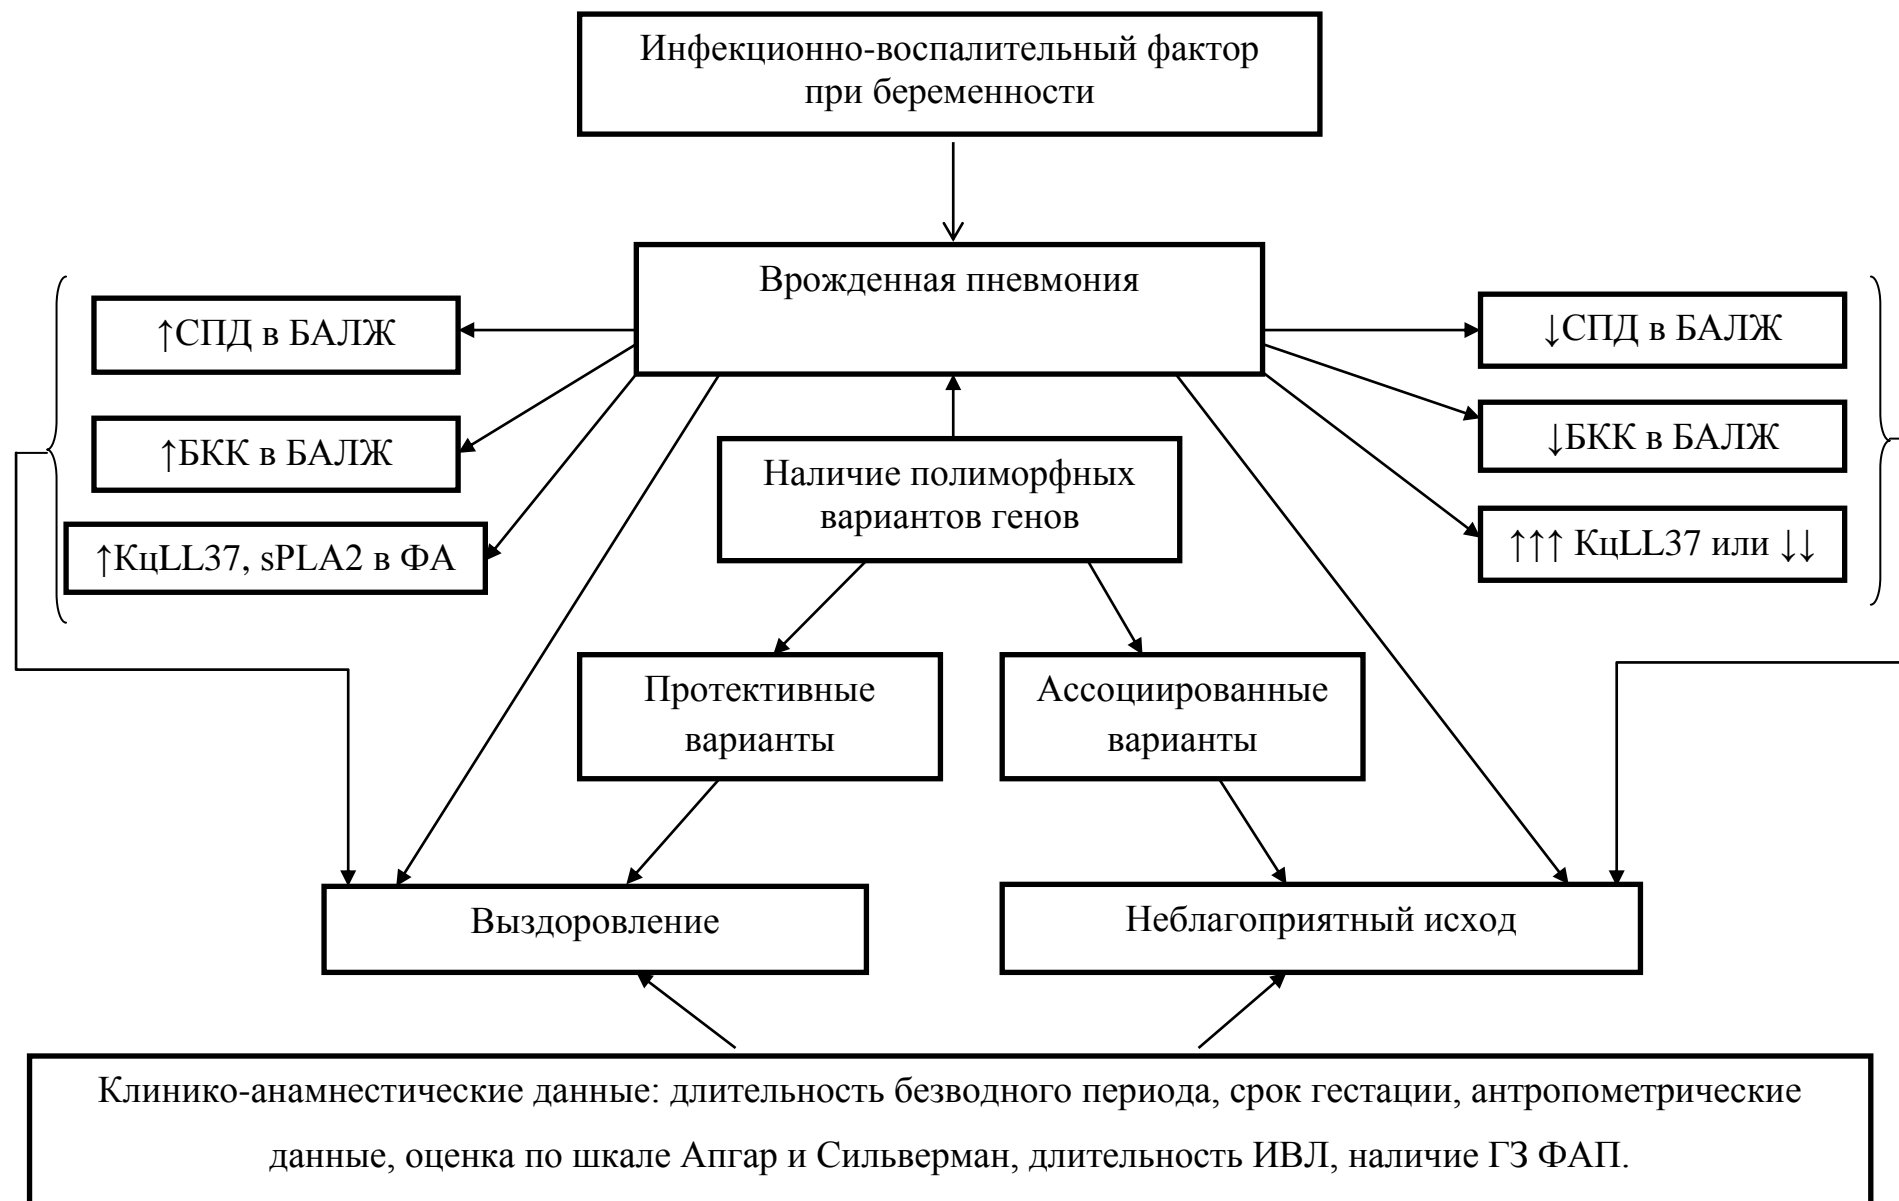 Инфекционно-воспалительный фактор
при беременности
Врожденная пневмония
↑СПД в БАЛЖ
↓СПД в БАЛЖ
↑БКК в БАЛЖ
↓БКК в БАЛЖ
Наличие полиморфных
вариантов генов
↑КцLL37, sPLA2 в ФА
↑↑↑ КцLL37 или ↓↓
Протективные
варианты
Ассоциированные
варианты
Выздоровление
Неблагоприятный исход
Клинико-анамнестические данные: длительность безводного периода, срок гестации, антропометрические
данные, оценка по шкале Апгар и Сильверман, длительность ИВЛ, наличие ГЗ ФАП.